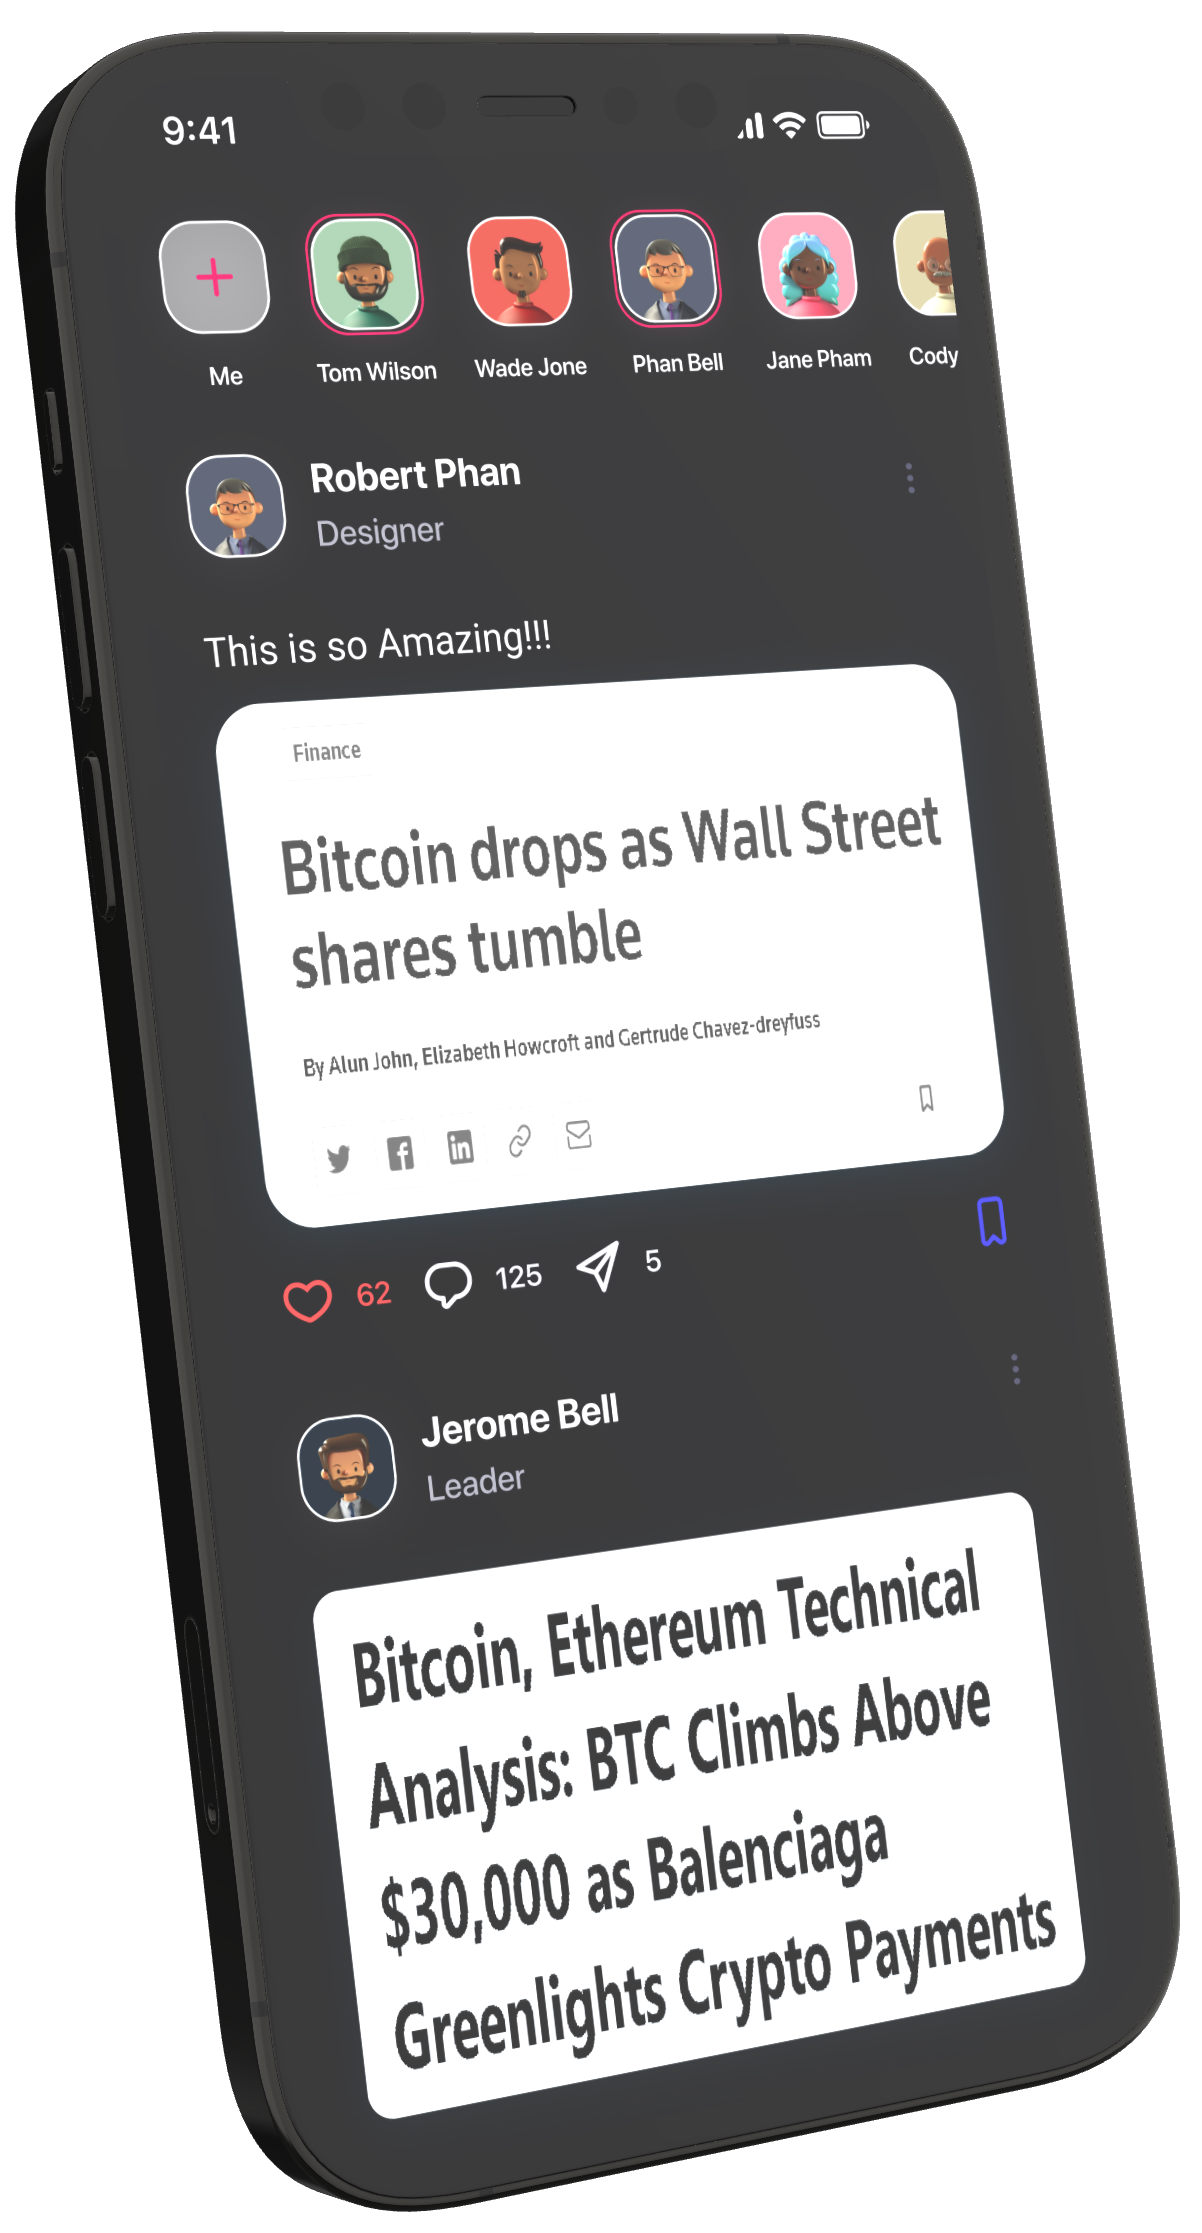 9:41
Me
Tom Wilson
Wade Jone
Phan Bell
Jane Pham
Cody
Robert Phan
Designer
This is so Amazing!!!
Finance
Bitcoin drops as Wall Street
shares tumble
By Alun John, Elizabeth Howcroft and Gertrude Chavez-dreyfuss
62 125 5
Jerome Bell
Leader
Bitcoin, Ethereum Technical
Analysis: BTC Climbs Above
$30,000 as Balenciaga
Greenlights Crypto Payments